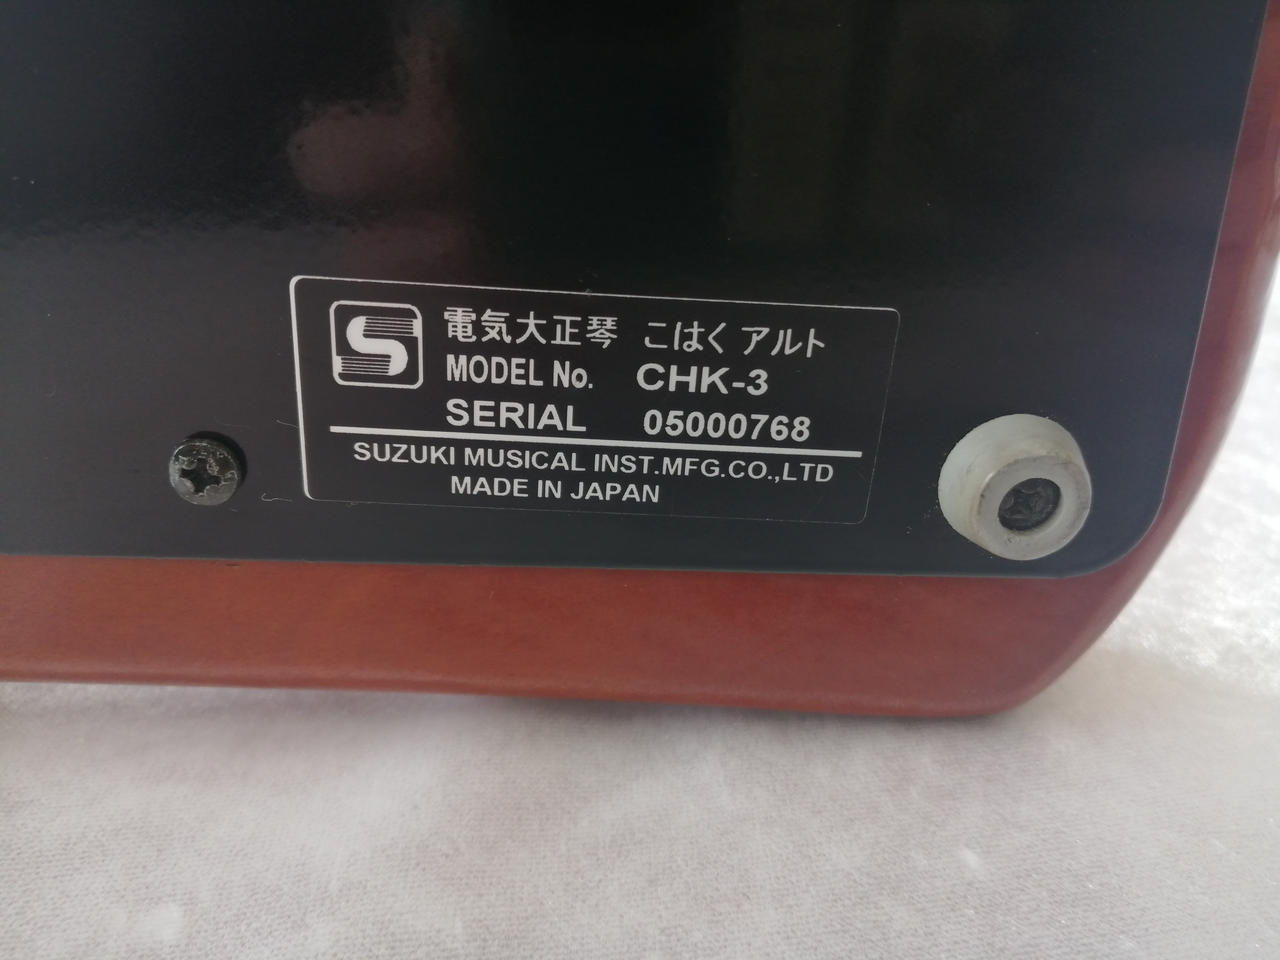 電気大正琴 こはく アルト
MODEL No. CHK-3
SERIAL 05000768
SUZUKI MUSICAL INST.MFG.CO.,LTD
MADE IN JAPAN